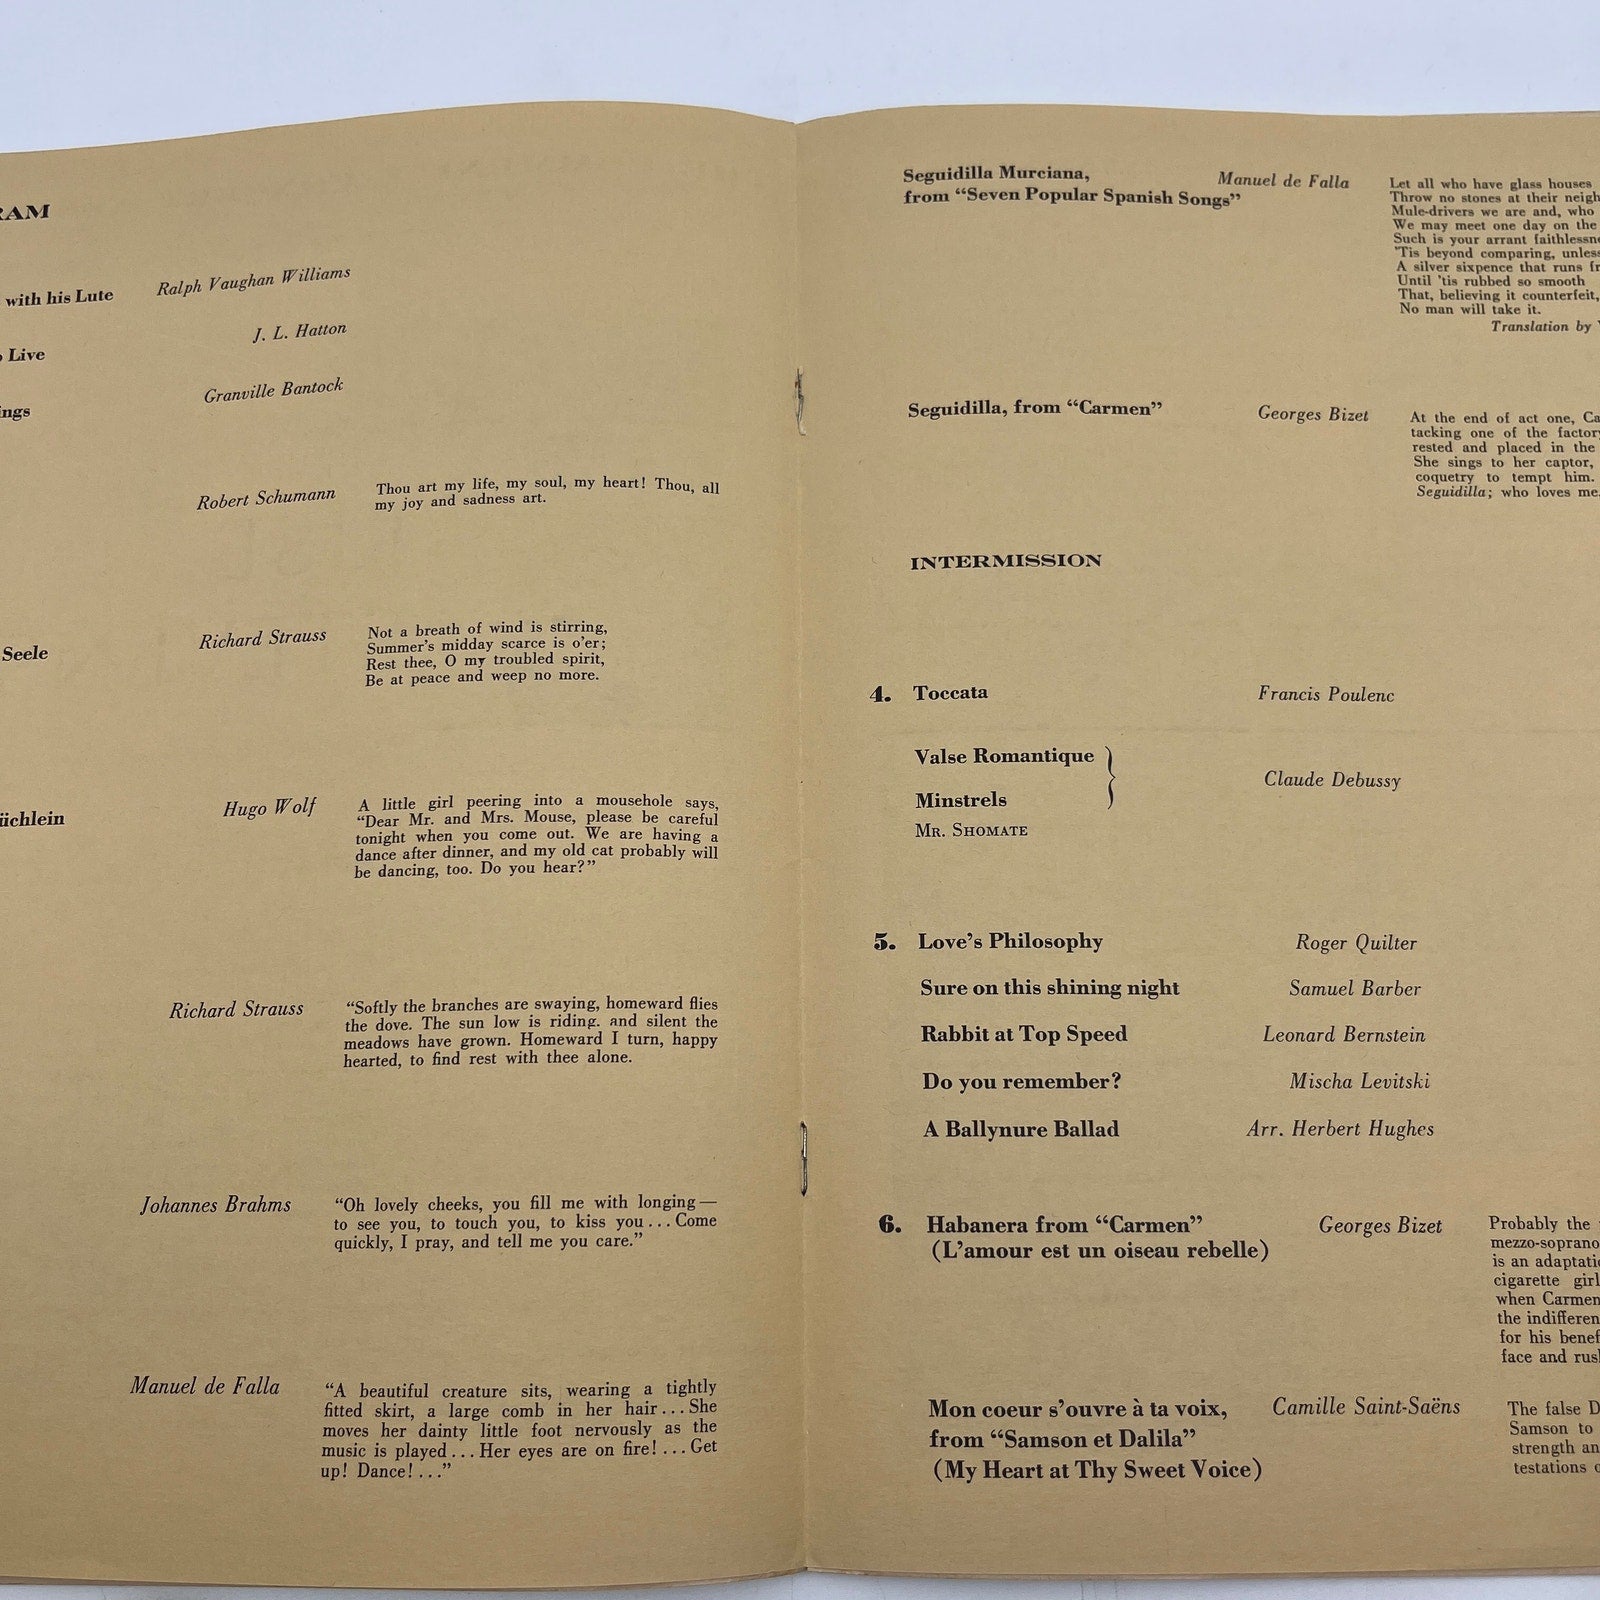 RAM
with his Lute Ralph Vaughan Williams
J. L. Hatton
Live
Granville Bantock
ings
Robert Schumann Thou art my life, my soul, my heart! Thou, all
my joy and sadness art.
Seele Richard Strauss Not a breath of wind is stirring,
Summer's midday scarce is o'er;
Rest thee, O my troubled spirit,
Be at peace and weep no more.
üchlein Hugo Wolf A little girl peering into a mousehole says,
"Dear Mr. and Mrs. Mouse, please be careful
tonight when you come out. We are having a
dance after dinner, and my old cat probably will
be dancing, too. Do you hear?"
Richard Strauss "Softly the branches are swaying, homeward flies
the dove. The sun low is riding. and silent the
meadows have grown. Homeward I turn, happy
hearted, to find rest with thee alone.
Johannes Brahms "Oh lovely cheeks, you fill me with longing—
to see you, to touch you, to kiss you...Come
quickly, I pray, and tell me you care."
Manuel de Falla "A beautiful creature sits, wearing a tightly
fitted skirt, a large comb in her hair...She
moves her dainty little foot nervously as the
music is played...Her eyes are on fire!...Get
up! Dance!..."
Seguidilla Murciana, Manuel de Falla
from "Seven Popular Spanish Songs"
Let all who have glass houses
Throw no stones at their neigh
Mule-drivers we are and, who
We may meet one day on the
Such is your arrant faithlessne
'Tis beyond comparing, unless
A silver sixpence that runs fr
Until 'tis rubbed so smooth
That, believing it counterfeit,
No man will take it.
Translation by
Seguidilla, from "Carmen" Georges Bizet At the end of act one, Ca
tacking one of the factory
rested and placed in the
She sings to her captor,
coquetry to tempt him.
Seguidilla; who loves me
INTERMISSION
4. Toccata Francis Poulenc
Valse Romantique
Claude Debussy
Minstrels
MR. SHOMATE
5. Love's Philosophy Roger Quilter
Sure on this shining night Samuel Barber
Rabbit at Top Speed Leonard Bernstein
Do you remember? Mischa Levitski
A Ballynure Ballad Arr. Herbert Hughes
6. Habanera from "Carmen" Georges Bizet
(L'amour est un oiseau rebelle)
Probably the
mezzo-soprano
is an adaptati
cigarette girl
when Carmen
the indifferen
for his benef
face and rus
Mon coeur s'ouvre à ta voix, Camille Saint-Saëns
from "Samson et Dalila"
(My Heart at Thy Sweet Voice)
The false D
Samson to
strength an
testations